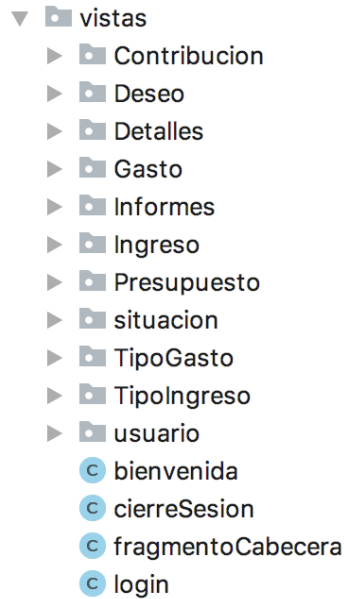 vistas
Contribucion
Deseo
Detalles
Gasto
Informes
Ingreso
Presupuesto
situacion
TipoGasto
TipoIngreso
usuario
C bienvenida
C cierreSesion
C fragmentoCabecera
C login